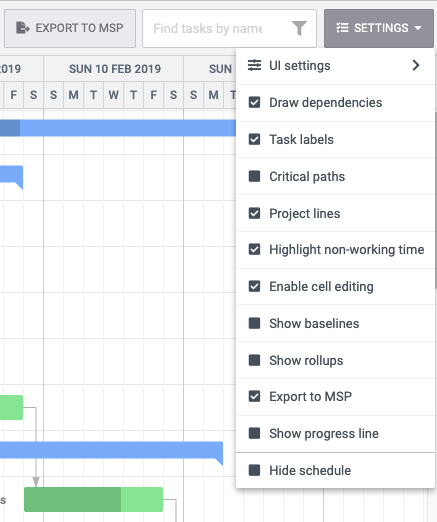 EXPORT TO MSP
Find tasks by name
SETTINGS
2019
SUN 10 FEB 2019
SUN
F S S M T W T F S S M T
UI settings
Draw dependencies
Task labels
Critical paths
Project lines
Highlight non-working time
Enable cell editing
Show baselines
Show rollups
Export to MSP
Show progress line
Hide schedule
s